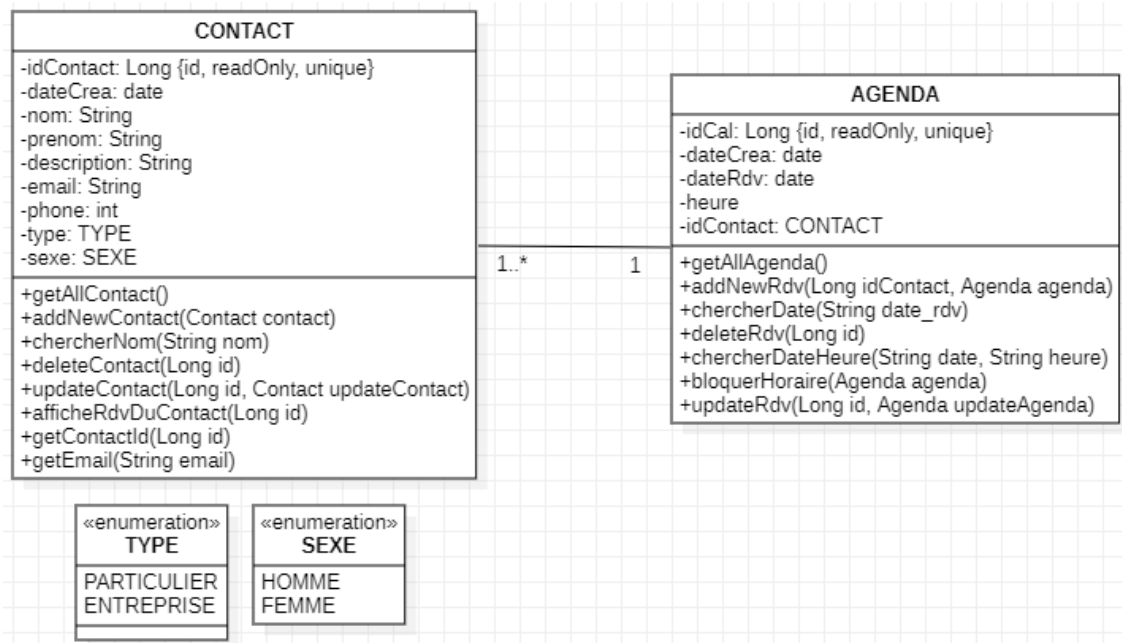 CONTACT
-idContact: Long {id, readOnly, unique}
-dateCrea: date
-nom: String
-prenom: String
-description: String
-email: String
-phone: int
-type: TYPE
-sexe: SEXE
+getAllContact()
+addNewContact(Contact contact)
+chercherNom(String nom)
+deleteContact(Long id)
+updateContact(Long id, Contact updateContact)
+afficheRdvDuContact(Long id)
+getContactId(Long id)
+getEmail(String email)
1..*
1
AGENDA
-idCal: Long {id, readOnly, unique}
-dateCrea: date
-dateRdv: date
-heure
-idContact: CONTACT
+getAllAgenda()
+addNewRdv(Long idContact, Agenda agenda)
+chercherDate(String date_rdv)
+deleteRdv(Long id)
+chercherDateHeure(String date, String heure)
+bloquerHoraire(Agenda agenda)
+updateRdv(Long id, Agenda updateAgenda)
«enumeration»
TYPE
PARTICULIER
ENTREPRISE
«enumeration»
SEXE
HOMME
FEMME